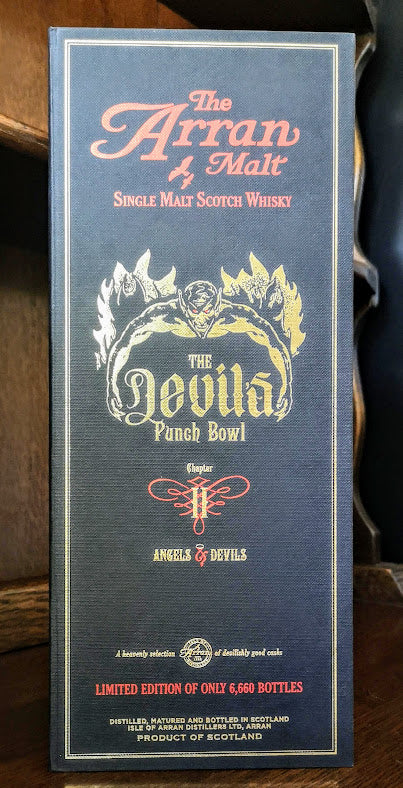 The
Arran
Malt
SINGLE MALT SCOTCH WHISKY
THE
Devil's
Punch Bowl
Chapter
II
ANGELS & DEVILS
A heavenly selection of devilishly good casks
Arran
LIMITED EDITION OF ONLY 6,660 BOTTLES
DISTILLED, MATURED AND BOTTLED IN SCOTLAND
ISLE OF ARRAN DISTILLERS LTD, ARRAN
PRODUCT OF SCOTLAND